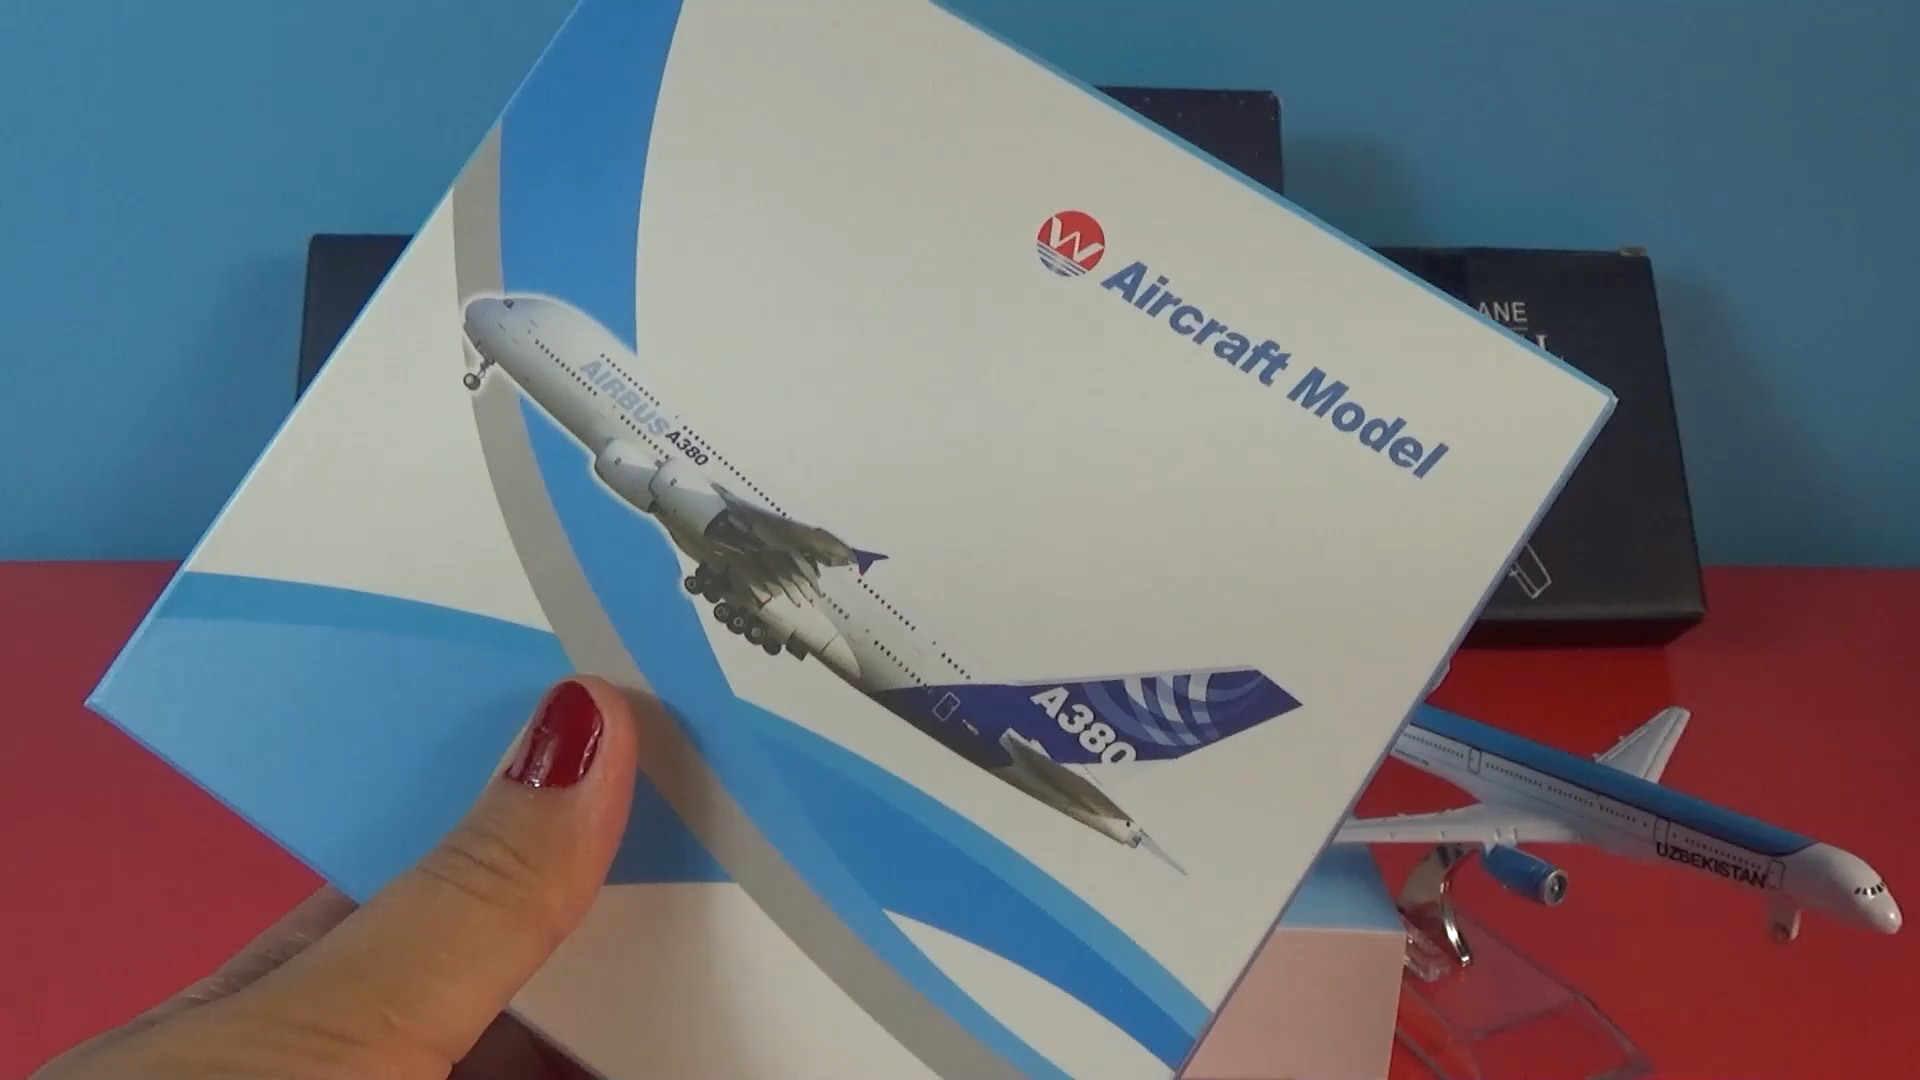 W Aircraft Model
AIRBUS A380
A380
ANE
UZBEKISTAN